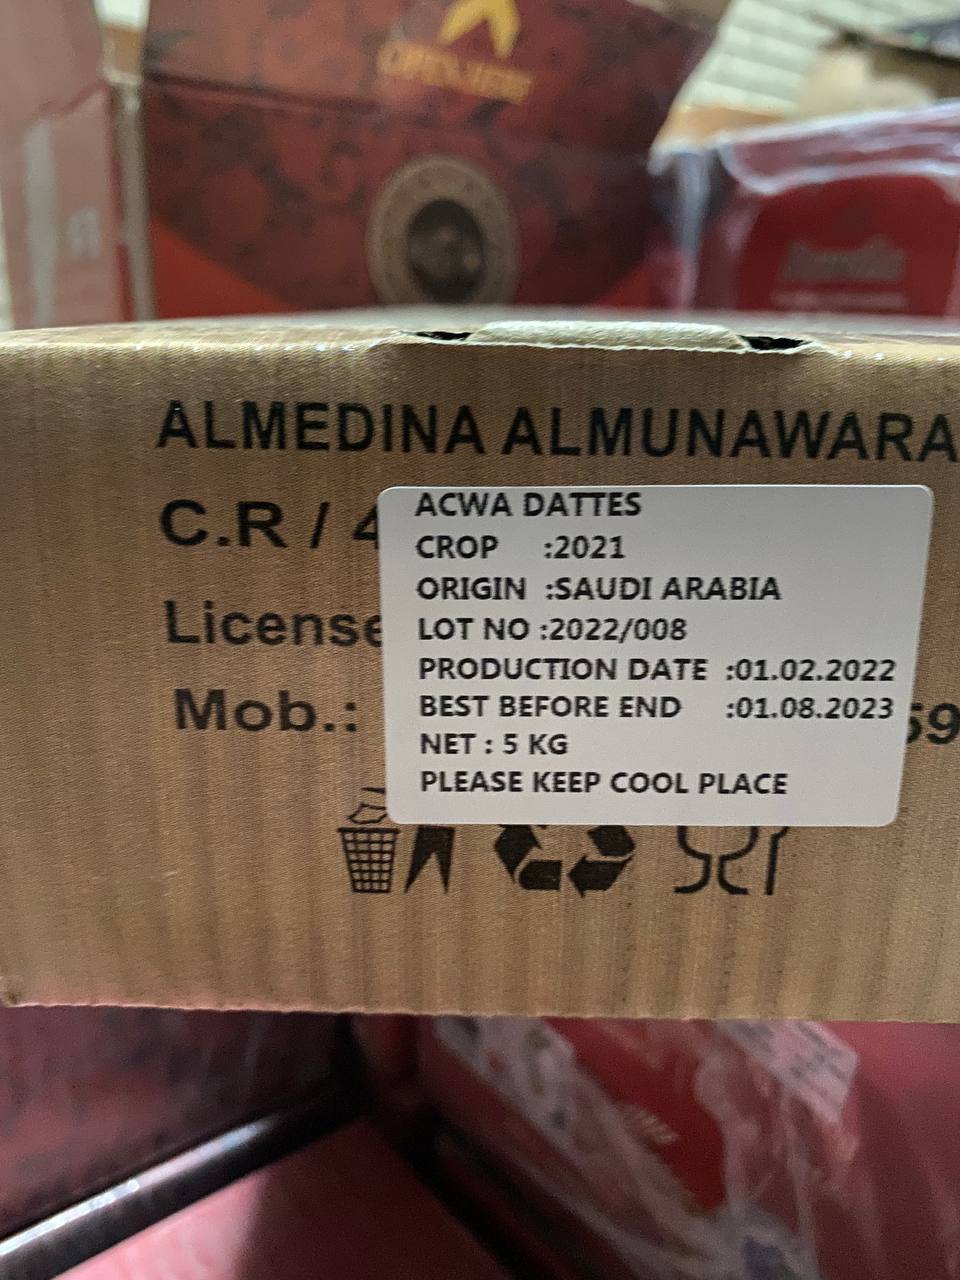 ALMEDINA ALMUNAWARA
C.R / 4
License
Mob.:
59
ACWA DATTES
CROP :2021
ORIGIN :SAUDI ARABIA
LOT NO :2022/008
PRODUCTION DATE :01.02.2022
BEST BEFORE END :01.08.2023
NET : 5 KG
PLEASE KEEP COOL PLACE